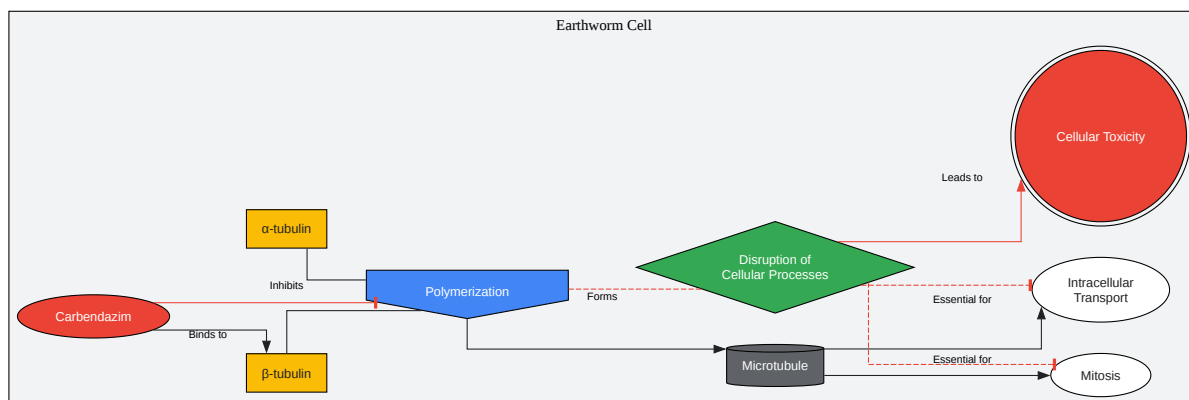 Earthworm Cell
Cellular Toxicity
Leads to
α-tubulin
Disruption of
Cellular Processes
Inhibits
Polymerization
Forms
Essential for
Intracellular
Transport
Carbendazim
Binds to
β-tubulin
Microtubule
Essential for
Mitosis